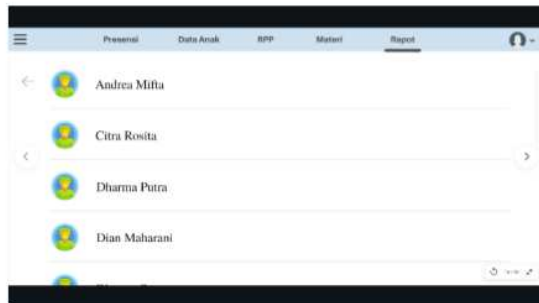 Presensi Data Anak RPP Materi Rapot
Andrea Mifta
Citra Rosita
Dharma Putra
Dian Maharani